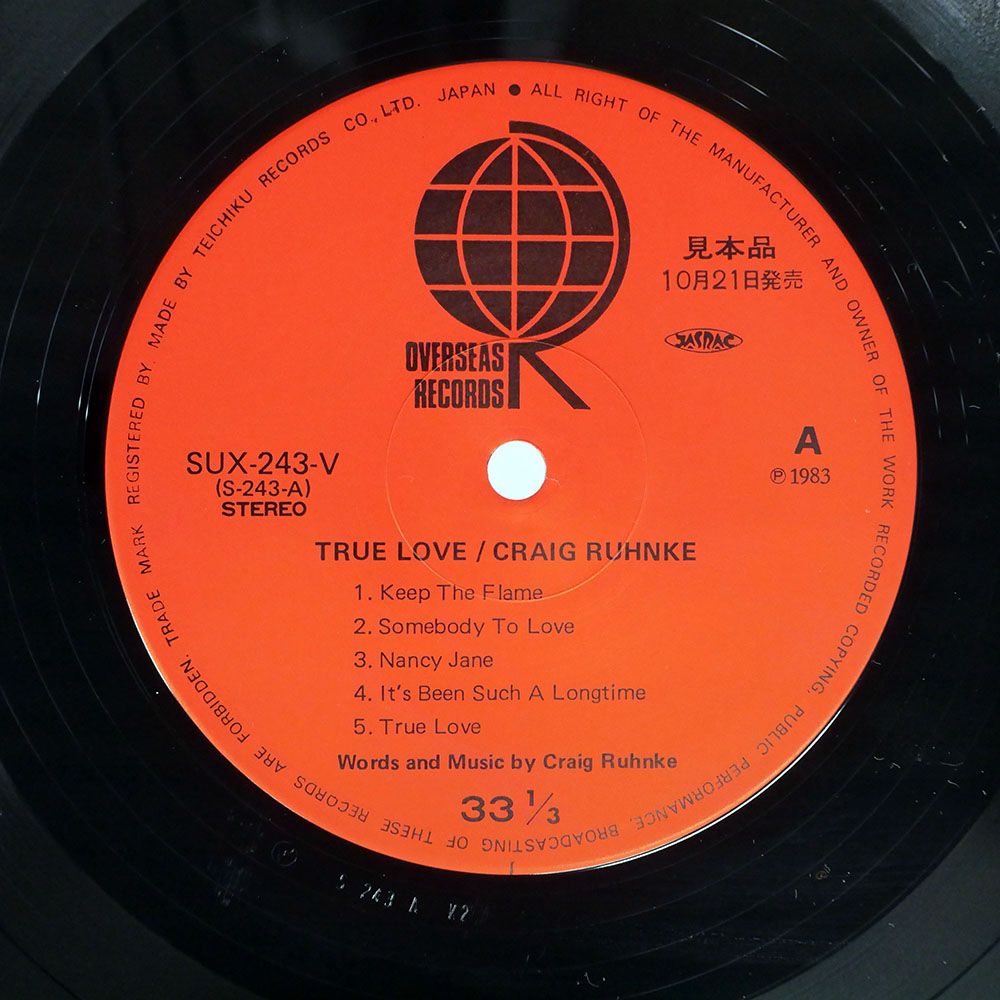 TRADE MARK REGISTERED BY. MADE BY TEICHIKU RECORDS CO., LTD. JAPAN ● ALL RIGHT OF THE MANUFACTURER AND OWNER OF THE WORK RECORDED COPYING, PUBLIC PERFORMANCE, BROADCASTING OF THESE RECORDS ARE FORBIDDEN.
OVERSEAS
RECORDS
見本品
10月21日発売
JASRAC
SUX-243-V
(S-243-A)
STEREO
A
Ⓟ 1983
TRUE LOVE / CRAIG RUHNKE
1. Keep The Flame
2. Somebody To Love
3. Nancy Jane
4. It's Been Such A Longtime
5. True Love
Words and Music by Craig Ruhnke
33 1/3
S 243 A